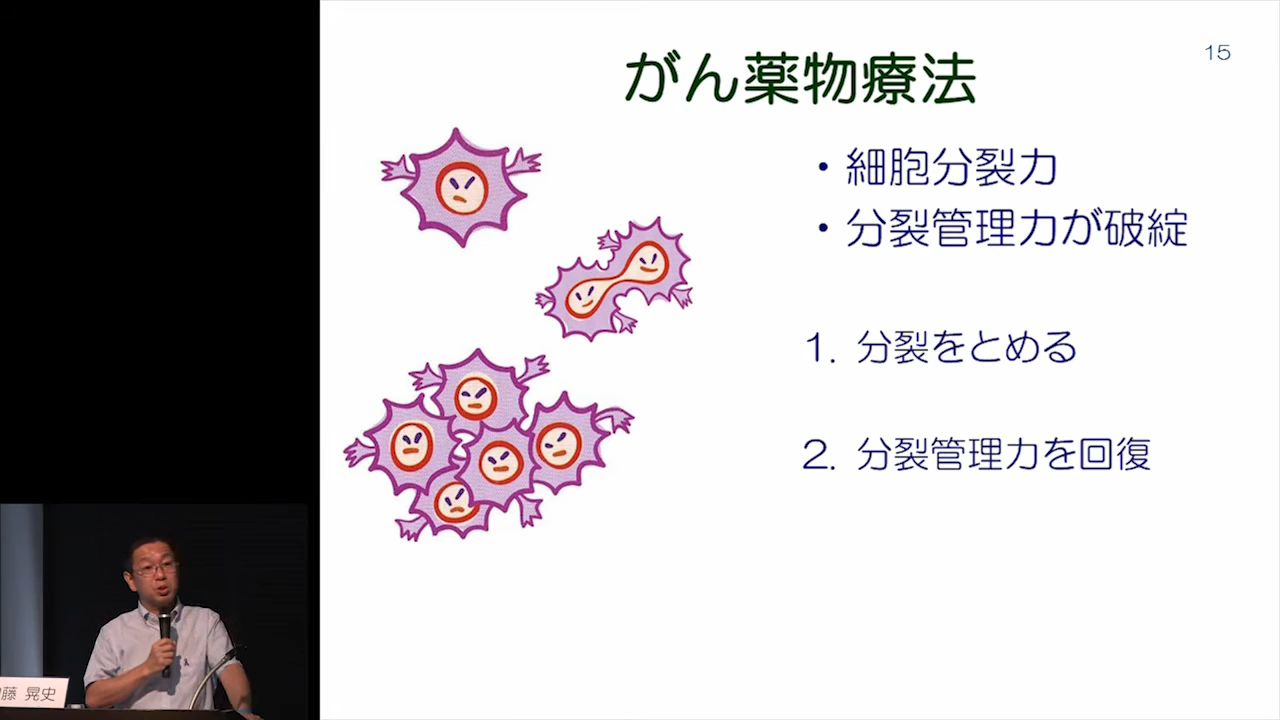 15
がん薬物療法
・細胞分裂力
・分裂管理力が破綻
1. 分裂をとめる
2. 分裂管理力を回復
藤 晃史